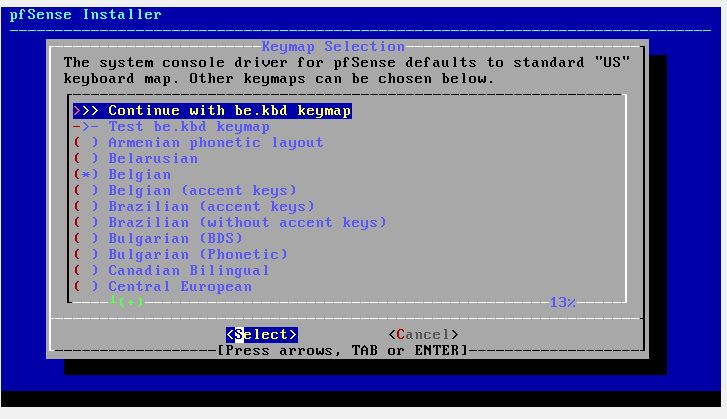 pfSense Installer
Keymap Selection
The system console driver for pfSense defaults to standard "US"
keyboard map. Other keymaps can be chosen below.
>>> Continue with be.kbd keymap
->- Test be.kbd keymap
( ) Armenian phonetic layout
( ) Belarusian
(*) Belgian
( ) Belgian (accent keys)
( ) Brazilian (accent keys)
( ) Brazilian (without accent keys)
( ) Bulgarian (BDS)
( ) Bulgarian (Phonetic)
( ) Canadian Bilingual
( ) Central European
(+) 13%
<Select> <Cancel>
[Press arrows, TAB or ENTER]